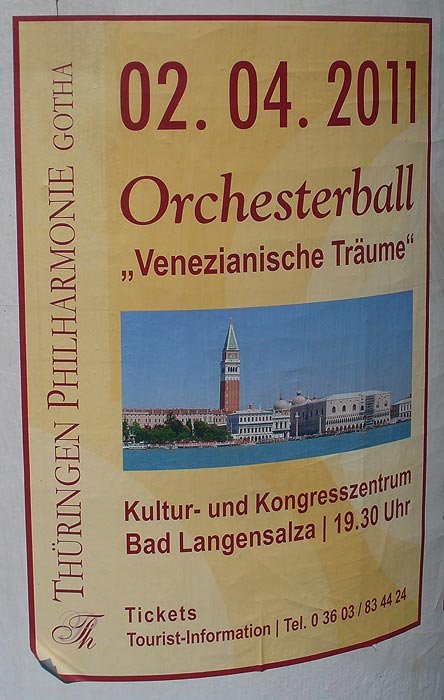 THÜRINGEN PHILHARMONIE GOTHA
02. 04. 2011
Orchesterball
„Venezianische Träume“
Kultur- und Kongresszentrum
Bad Langensalza | 19.30 Uhr
Th
Tickets
Tourist-Information | Tel. 0 36 03 / 83 44 24